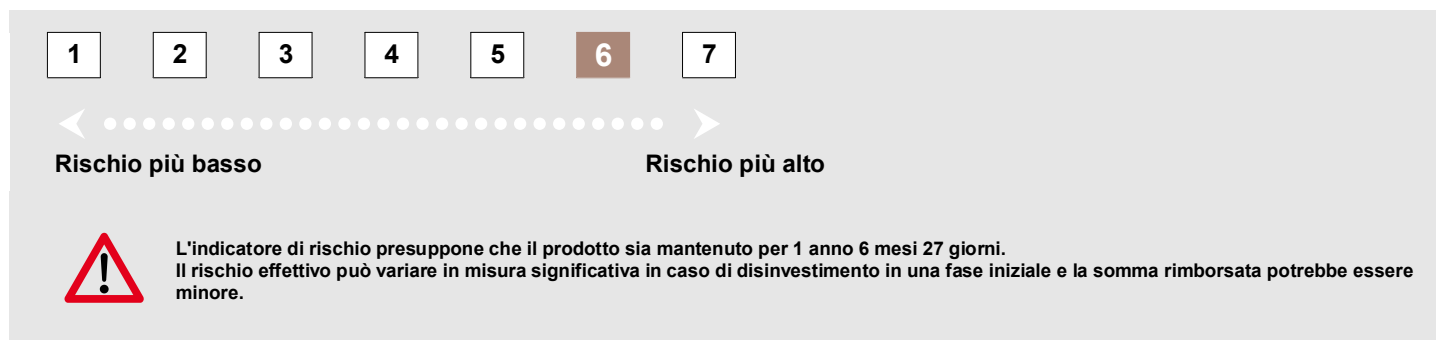 1 2 3 4 5 6 7
Rischio più basso Rischio più alto
L'indicatore di rischio presuppone che il prodotto sia mantenuto per 1 anno 6 mesi 27 giorni.
Il rischio effettivo può variare in misura significativa in caso di disinvestimento in una fase iniziale e la somma rimborsata potrebbe essere
minore.